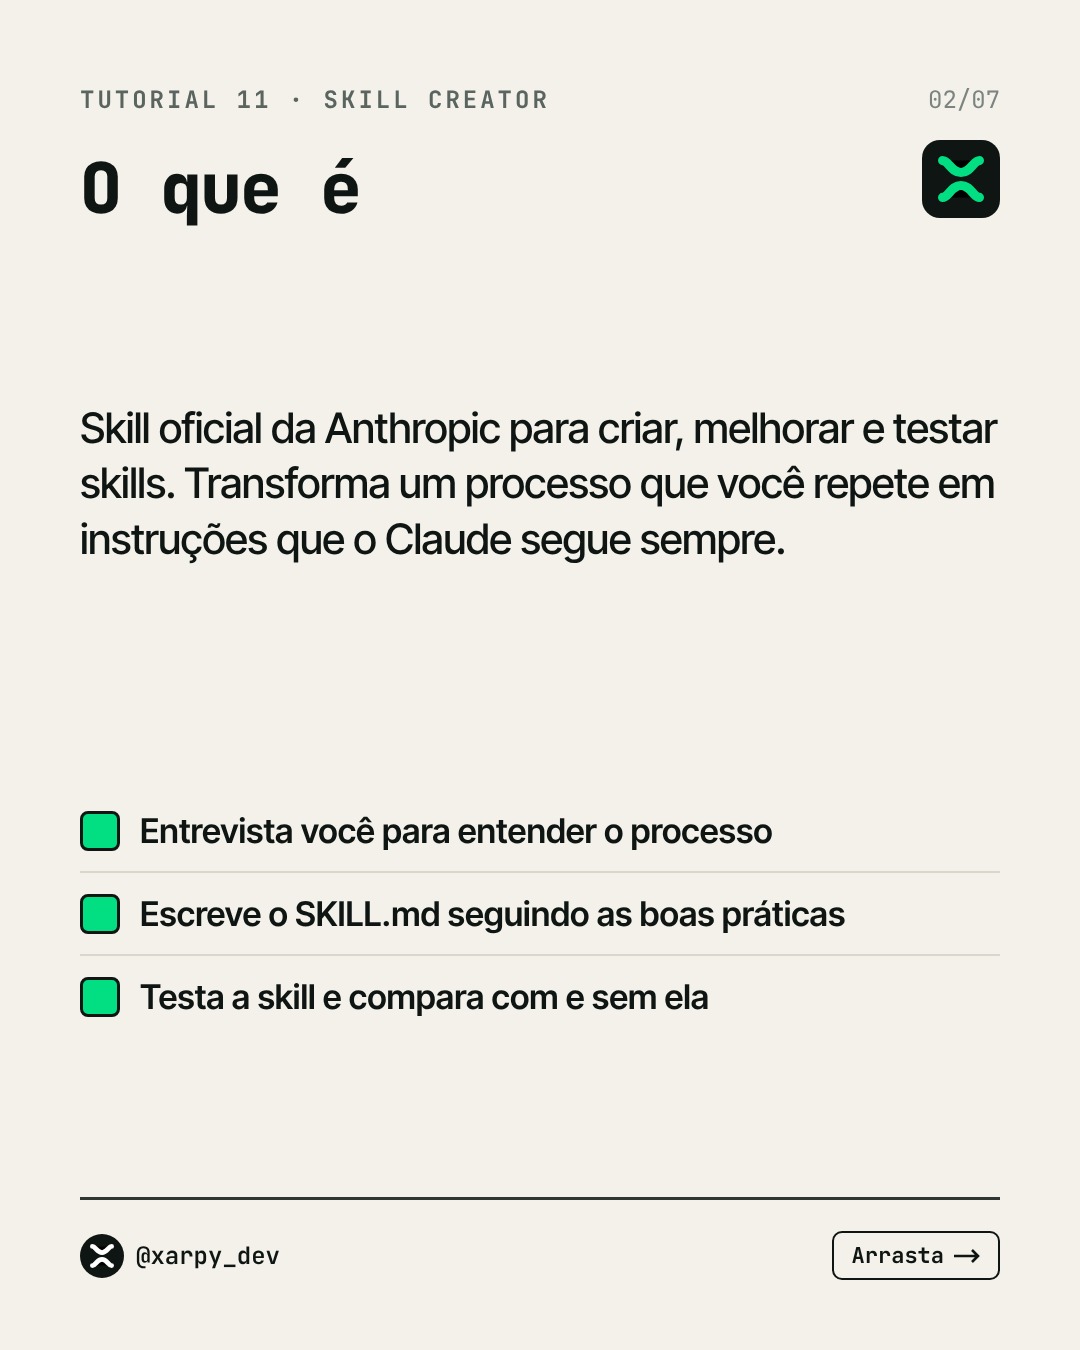 TUTORIAL 11 · SKILL CREATOR
02/07
O que é
Skill oficial da Anthropic para criar, melhorar e testar
skills. Transforma um processo que você repete em
instruções que o Claude segue sempre.
Entrevista você para entender o processo
Escreve o SKILL.md seguindo as boas práticas
Testa a skill e compara com e sem ela
@xarpy_dev
Arrasta →